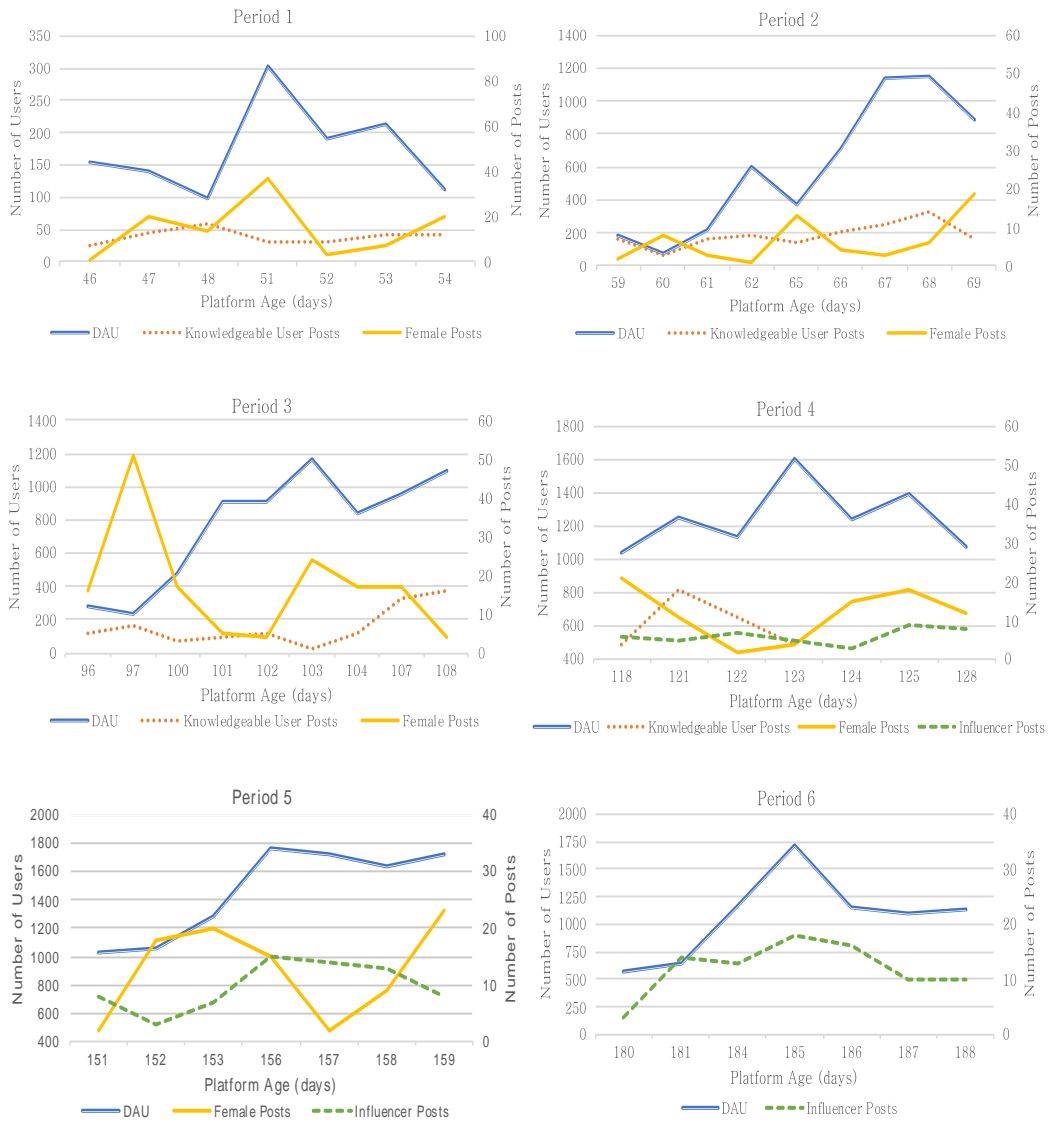 Period 1
350
300
250
200
150
100
50
0
Number of Users
100
80
60
40
20
0
Number of Posts
46 47 48 51 52 53 54
Platform Age (days)
DAU Knowledgeable User Posts Female Posts
Period 2
1400
1200
1000
800
600
400
200
0
Number of Users
60
50
40
30
20
10
0
Number of Posts
59 60 61 62 65 66 67 68 69
Platform Age (days)
DAU Knowledgeable User Posts Female Posts
Period 3
1400
1200
1000
800
600
400
200
0
Number of Users
60
50
40
30
20
10
0
Number of Posts
96 97 100 101 102 103 104 107 108
Platform Age (days)
DAU Knowledgeable User Posts Female Posts
Period 4
1800
1600
1400
1200
1000
800
600
400
Number of Users
60
50
40
30
20
10
0
Number of Posts
118 121 122 123 124 125 128
Platform Age (days)
DAU Knowledgeable User Posts Female Posts Influencer Posts
Period 5
2000
1800
1600
1400
1200
1000
800
600
400
Number of Users
40
30
20
10
0
Number of Posts
151 152 153 156 157 158 159
Platform Age (days)
DAU Female Posts Influencer Posts
Period 6
2000
1750
1500
1250
1000
750
500
250
0
Number of Users
40
30
20
10
0
Number of Posts
180 181 184 185 186 187 188
Platform Age (days)
DAU Influencer Posts